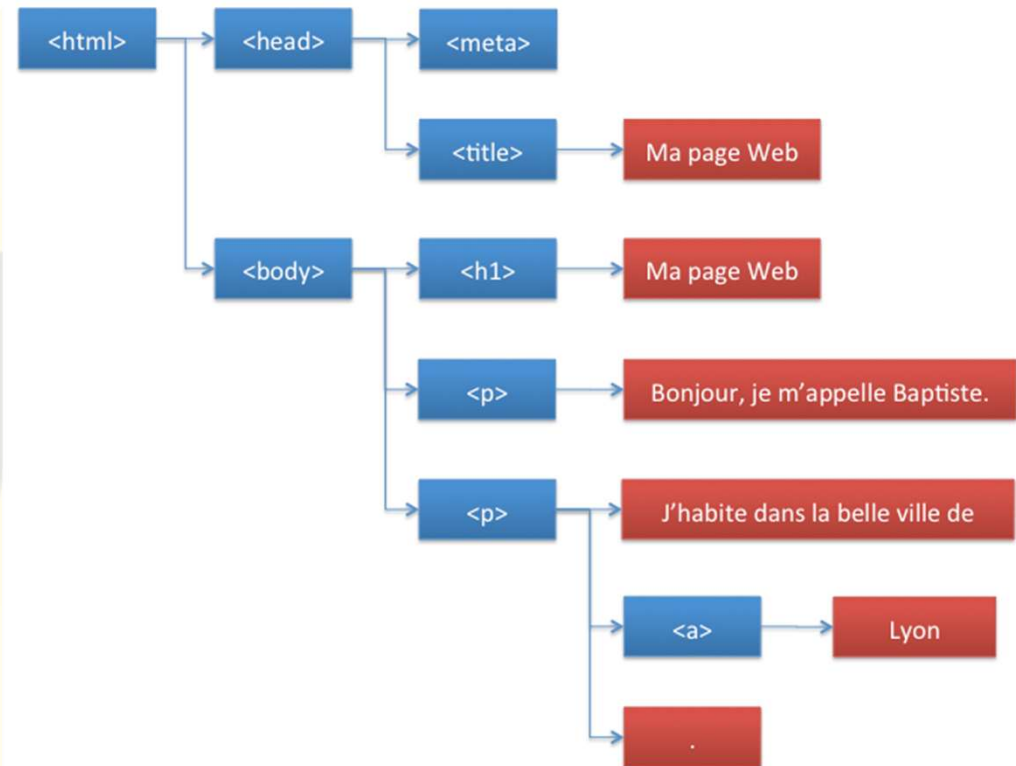 <html>
<head>
<meta>
<title>
Ma page Web
<body>
<h1>
Ma page Web
<p>
Bonjour, je m’appelle Baptiste.
<p>
J’habite dans la belle ville de
<a>
Lyon
.